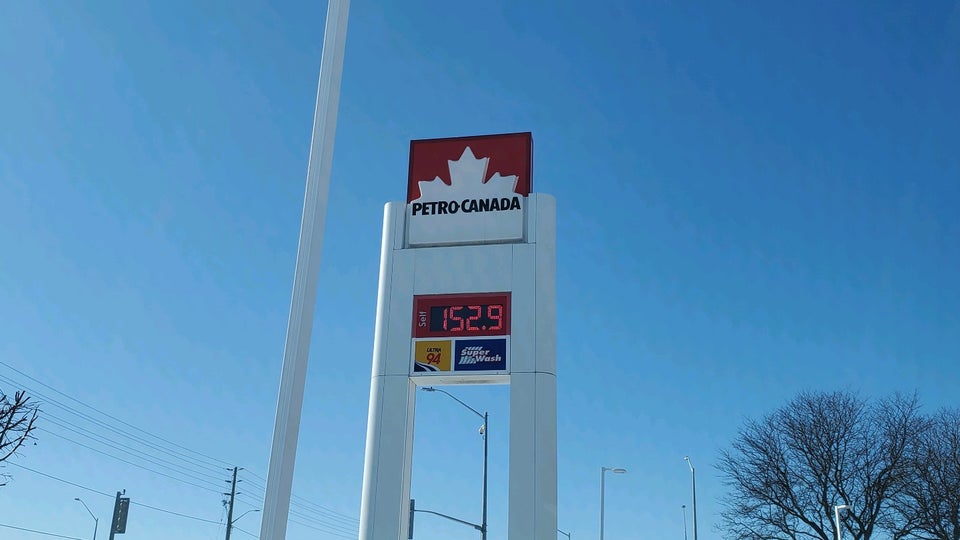 PETRO-CANADA
Self
152.9
ULTRA
94
Super
Wash